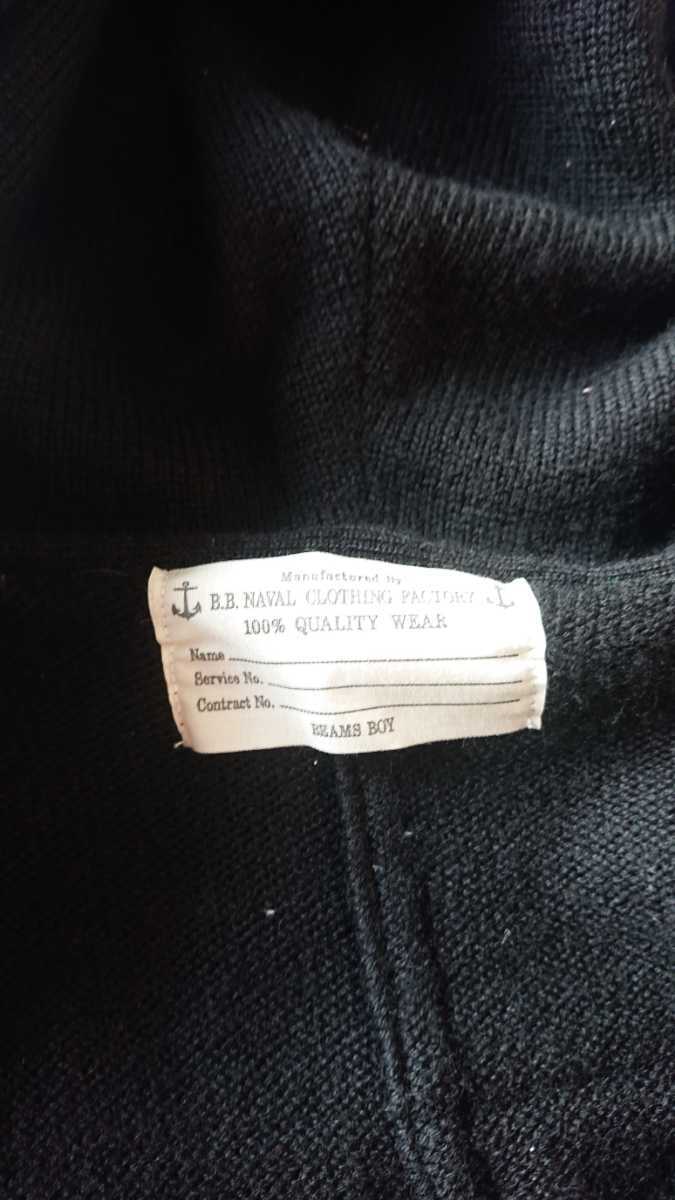 Manufactured By
B.B. NAVAL CLOTHING FACTORY
100% QUALITY WEAR
Name
Service No.
Contract No.
BEAMS BOY